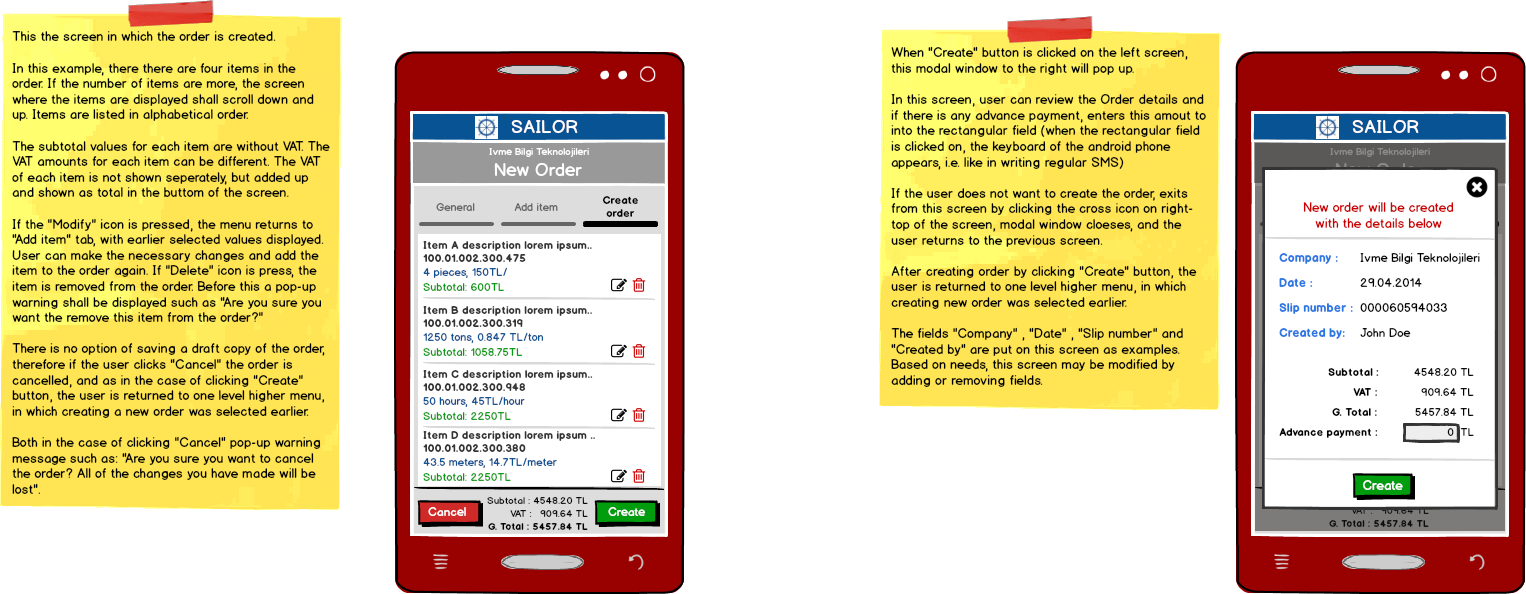 This the screen in which the order is created.
In this example, there there are four items in the
order. If the number of items are more, the screen
where the items are displayed shall scroll down and
up. Items are listed in alphabetical order.
The subtotal values for each item are without VAT. The
VAT amounts for each item can be different. The VAT
of each item is not shown seperately, but added up
and shown as total in the buttom of the screen.
If the "Modify" icon is pressed, the menu returns to
"Add item" tab, with earlier selected values displayed.
User can make the necessary changes and add the
item to the order again. If "Delete" icon is press, the
item is removed from the order. Before this a pop-up
warning shall be displayed such as "Are you sure you
want the remove this item from the order?"
There is no option of saving a draft copy of the order,
therefore if the user clicks "Cancel" the order is
cancelled, and as in the case of clicking "Create"
button, the user is returned to one level higher menu,
in which creating a new order was selected earlier.
Both in the case of clicking "Cancel" pop-up warning
message such as: "Are you sure you want to cancel
the order? All of the changes you have made will be
lost".
SAILOR
Ivme Bilgi Teknolojileri
New Order
General
Add item
Create
order
Item A description lorem ipsum..
100.01.002.300.475
4 pieces, 150TL/
Subtotal: 600TL
Item B description lorem ipsum..
100.01.002.300.319
1250 tons, 0.847 TL/ton
Subtotal: 1058.75TL
Item C description lorem ipsum..
100.01.002.300.948
50 hours, 45TL/hour
Subtotal: 2250TL
Item D description lorem ipsum ..
100.01.002.300.380
43.5 meters, 14.7TL/meter
Subtotal: 2250TL
Cancel
Subtotal : 4548.20 TL
VAT : 909.64 TL
G. Total : 5457.84 TL
Create
When "Create" button is clicked on the left screen,
this modal window to the right will pop up.
In this screen, user can review the Order details and
if there is any advance payment, enters this amout to
into the rectangular field (when the rectangular field
is clicked on, the keyboard of the android phone
appears, i.e. like in writing regular SMS)
If the user does not want to create the order, exits
from this screen by clicking the cross icon on right-
top of the screen, modal window cloeses, and the
user returns to the previous screen.
After creating order by clicking "Create" button, the
user is returned to one level higher menu, in which
creating new order was selected earlier.
The fields "Company" , "Date" , "Slip number" and
"Created by" are put on this screen as examples.
Based on needs, this screen may be modified by
adding or removing fields.
SAILOR
Ivme Bilgi Teknolojileri
New Order
New order will be created
with the details below
Company : Ivme Bilgi Teknolojileri
Date : 29.04.2014
Slip number : 000060594033
Created by: John Doe
Subtotal : 4548.20 TL
VAT : 909.64 TL
G. Total : 5457.84 TL
Advance payment : 0 TL
Create
VAT : 909.64 TL
G. Total : 5457.84 TL